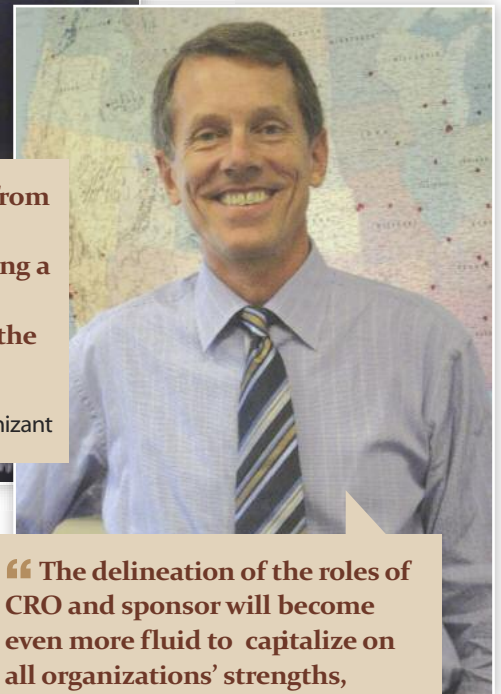 rom
ng a
the
nizant
“ The delineation of the roles of
CRO and sponsor will become
even more fluid to capitalize on
all organizations’ strengths,